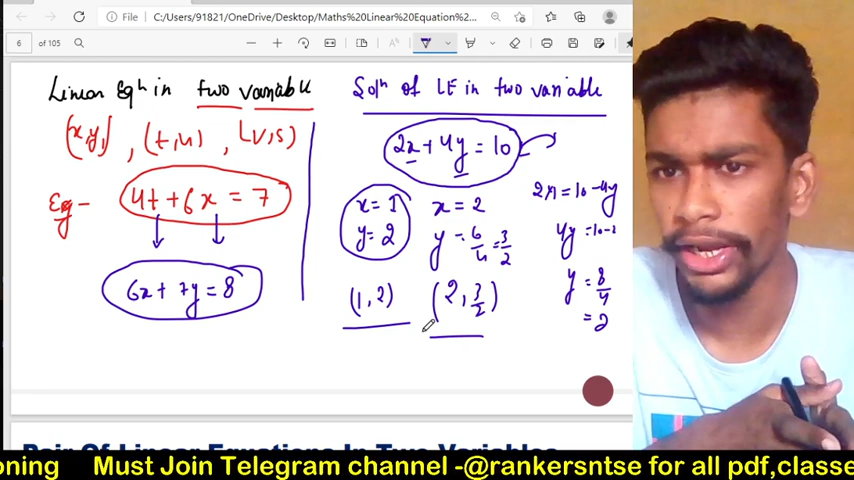 C:/Users/91821/OneDrive/Desktop/Maths%20Linear%20Equation%2C...
6 of 105
Linear Eqn in two variable
(x,y), (t,u), (v,s)
Eg- 4t + 6x = 7
6x + 7y = 8
Soln of LE in two variable
2x + 4y = 10
x = 1
y = 2
x = 2
y = 6/4 = 3/2
(1, 2)
(2, 3/2)
2x = 10 - 4y
4y = 10 - 2
y = 8/4
= 2
Pair Of Linear Equations In Two Variables
oning Must Join Telegram channel -@rankersntse for all pdf,classe